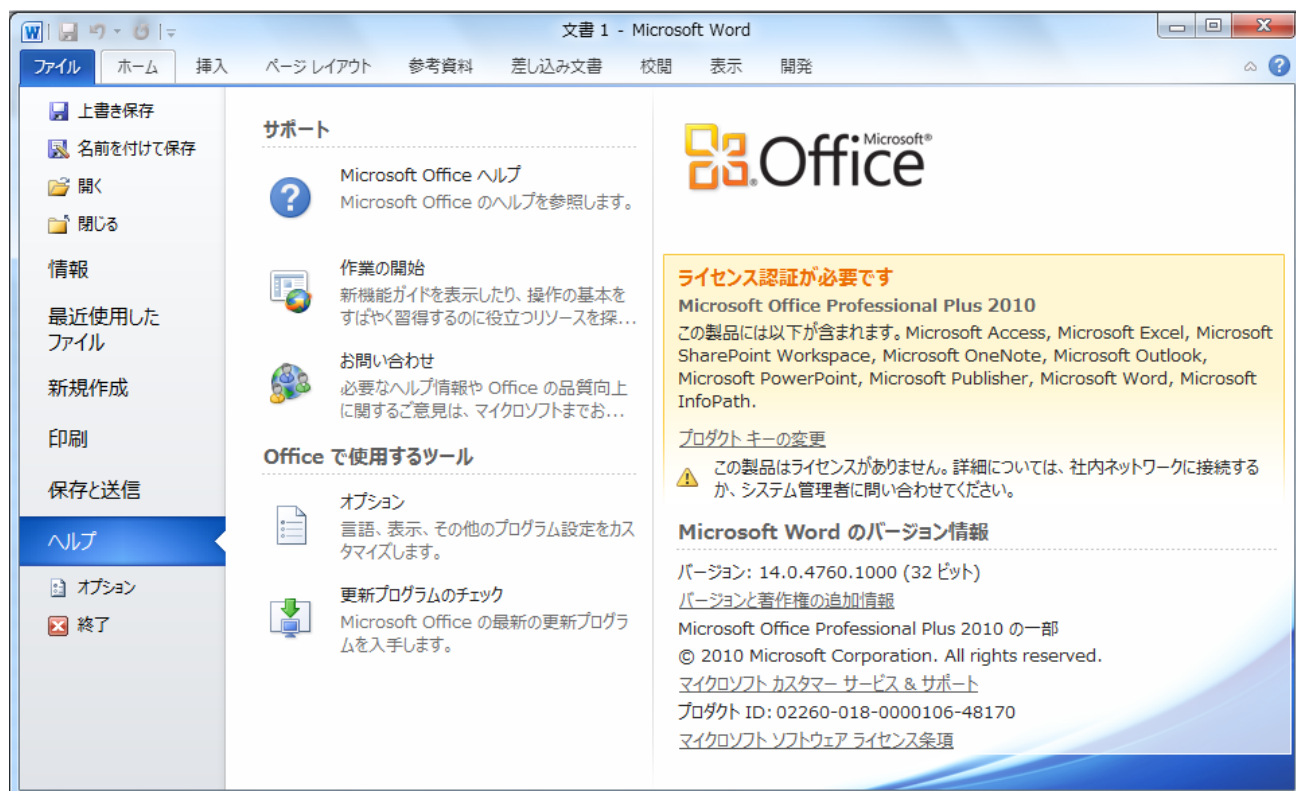 文書 1 - Microsoft Word
ファイル
ホーム
挿入
ページ レイアウト
参考資料
差し込み文書
校閲
表示
開発
上書き保存
名前を付けて保存
開く
閉じる
情報
最近使用した
ファイル
新規作成
印刷
保存と送信
ヘルプ
オプション
終了
サポート
Microsoft Office ヘルプ
Microsoft Office のヘルプを参照します。
作業の開始
新機能ガイドを表示したり、操作の基本を
すばやく習得するのに役立つリソースを探...
お問い合わせ
必要なヘルプ情報や Office の品質向上
に関するご意見は、マイクロソフトまでお...
Office で使用するツール
オプション
言語、表示、その他のプログラム設定をカス
タマイズします。
更新プログラムのチェック
Microsoft Office の最新の更新プログラ
ムを入手します。
Microsoft®
Office
ライセンス認証が必要です
Microsoft Office Professional Plus 2010
この製品には以下が含まれます。Microsoft Access, Microsoft Excel, Microsoft
SharePoint Workspace, Microsoft OneNote, Microsoft Outlook,
Microsoft PowerPoint, Microsoft Publisher, Microsoft Word, Microsoft
InfoPath.
プロダクト キーの変更
この製品はライセンスがありません。詳細については、社内ネットワークに接続する
か、システム管理者に問い合わせてください。
Microsoft Word のバージョン情報
バージョン: 14.0.4760.1000 (32 ビット)
バージョンと著作権の追加情報
Microsoft Office Professional Plus 2010 の一部
© 2010 Microsoft Corporation. All rights reserved.
マイクロソフト カスタマー サービス & サポート
プロダクト ID: 02260-018-0000106-48170
マイクロソフト ソフトウェア ライセンス条項